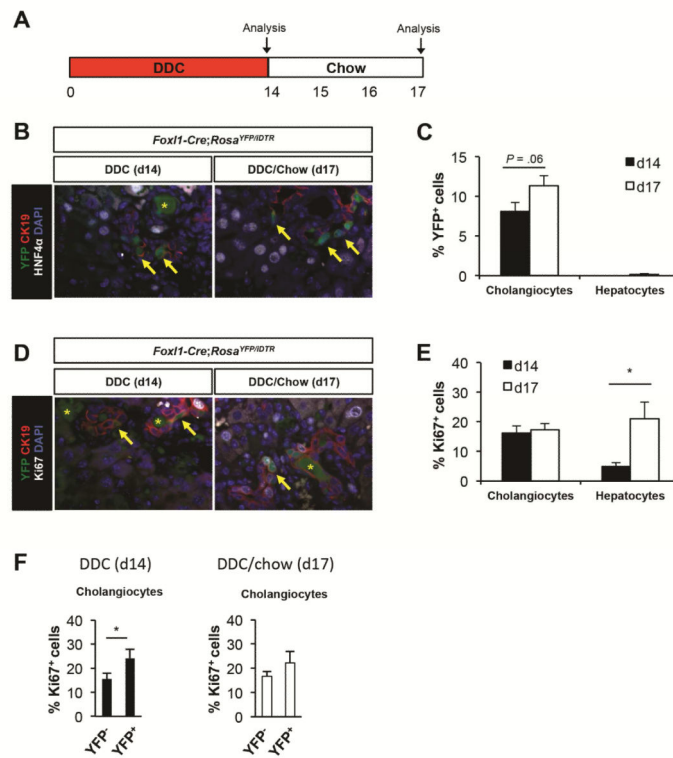 A
Analysis
Analysis
DDC
Chow
0
14
15
16
17
B
Foxl1-Cre;Rosa^YFP/iDTR
DDC (d14)
DDC/Chow (d17)
YFP CK19
HNF4α DAPI
*
C
% YFP+ cells
15
10
5
0
P = .06
d14
d17
Cholangiocytes
Hepatocytes
D
Foxl1-Cre;Rosa^YFP/iDTR
DDC (d14)
DDC/Chow (d17)
YFP CK19
Ki67 DAPI
*
*
*
E
% Ki67+ cells
40
30
20
10
0
d14
d17
*
Cholangiocytes
Hepatocytes
F
DDC (d14)
Cholangiocytes
% Ki67+ cells
40
30
20
10
0
*
YFP-
YFP+
DDC/chow (d17)
Cholangiocytes
% Ki67+ cells
40
30
20
10
0
YFP-
YFP+